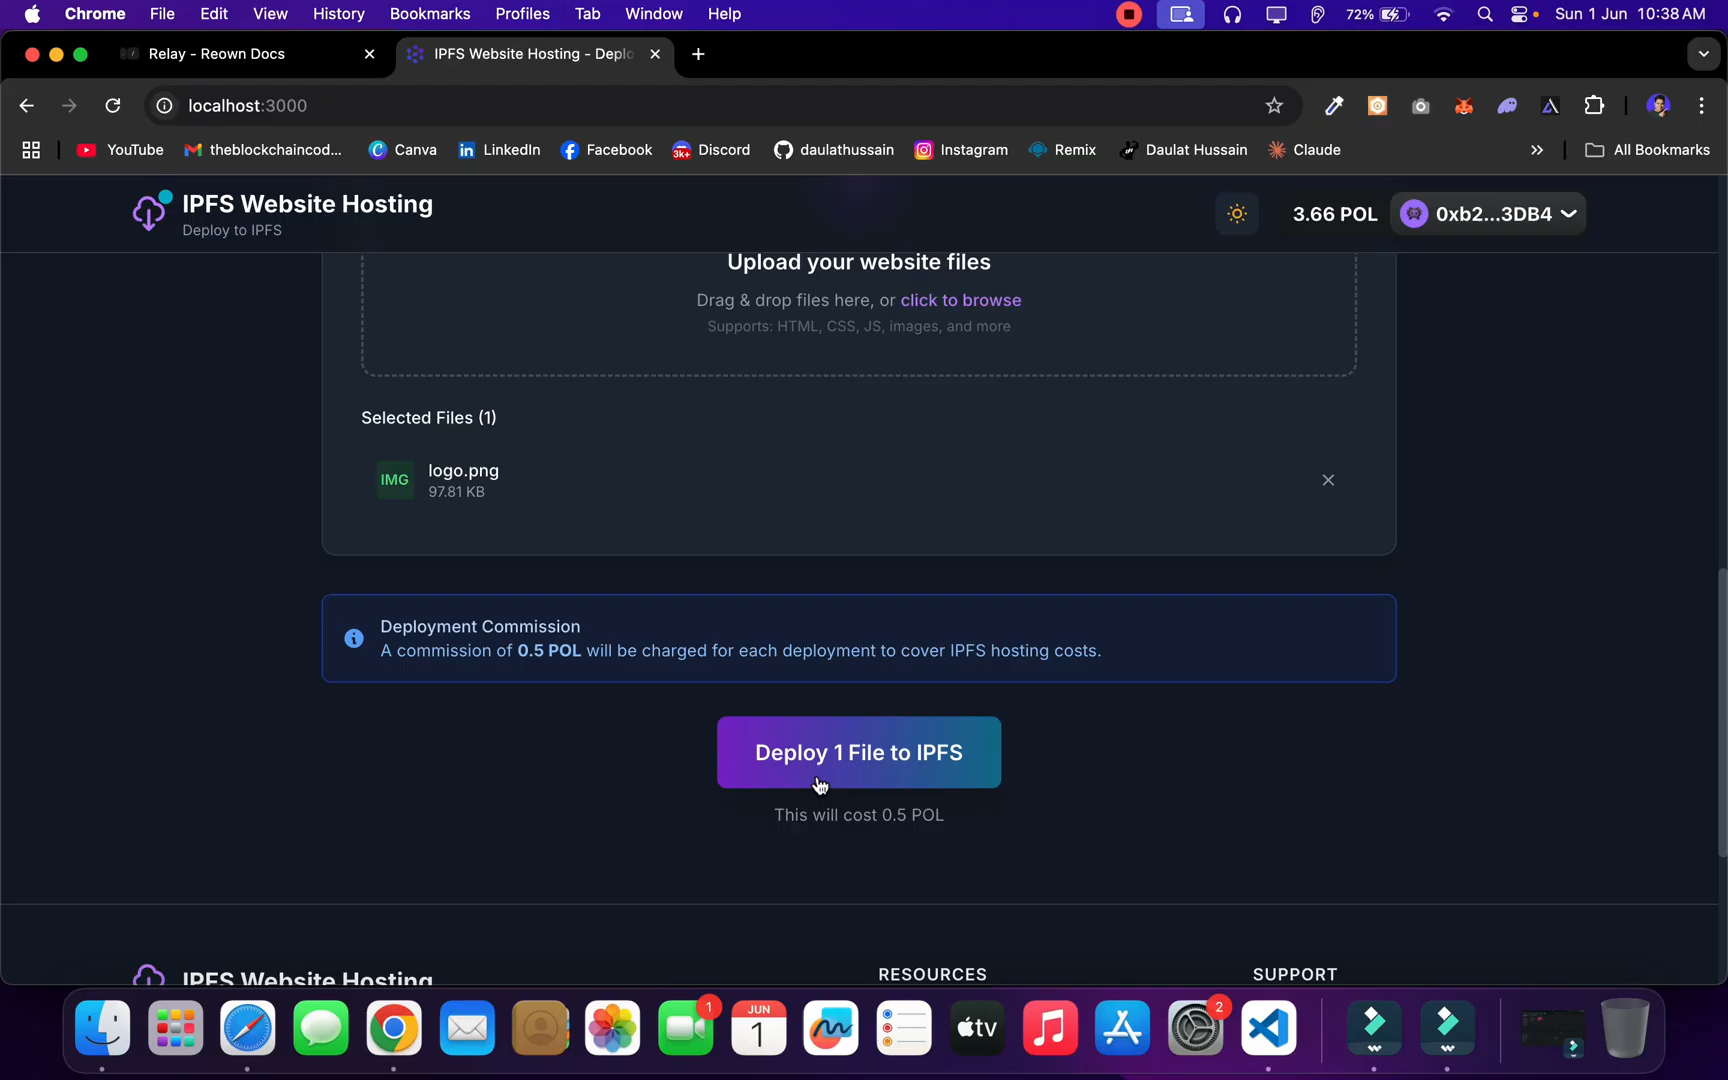 Chrome File Edit View History Bookmarks Profiles Tab Window Help 72% Sun 1 Jun 10:38 AM
Relay - Reown Docs IPFS Website Hosting - Deplo
localhost:3000
YouTube theblockchaincod... Canva LinkedIn Facebook 3k+ Discord daulathussain Instagram Remix Daulat Hussain Claude » All Bookmarks
IPFS Website Hosting
Deploy to IPFS
3.66 POL 0xb2...3DB4
Upload your website files
Drag & drop files here, or click to browse
Supports: HTML, CSS, JS, images, and more
Selected Files (1)
IMG logo.png
97.81 KB
Deployment Commission
A commission of 0.5 POL will be charged for each deployment to cover IPFS hosting costs.
Deploy 1 File to IPFS
This will cost 0.5 POL
IPFS Website Hosting
RESOURCES SUPPORT
1 JUN 1 tv 2